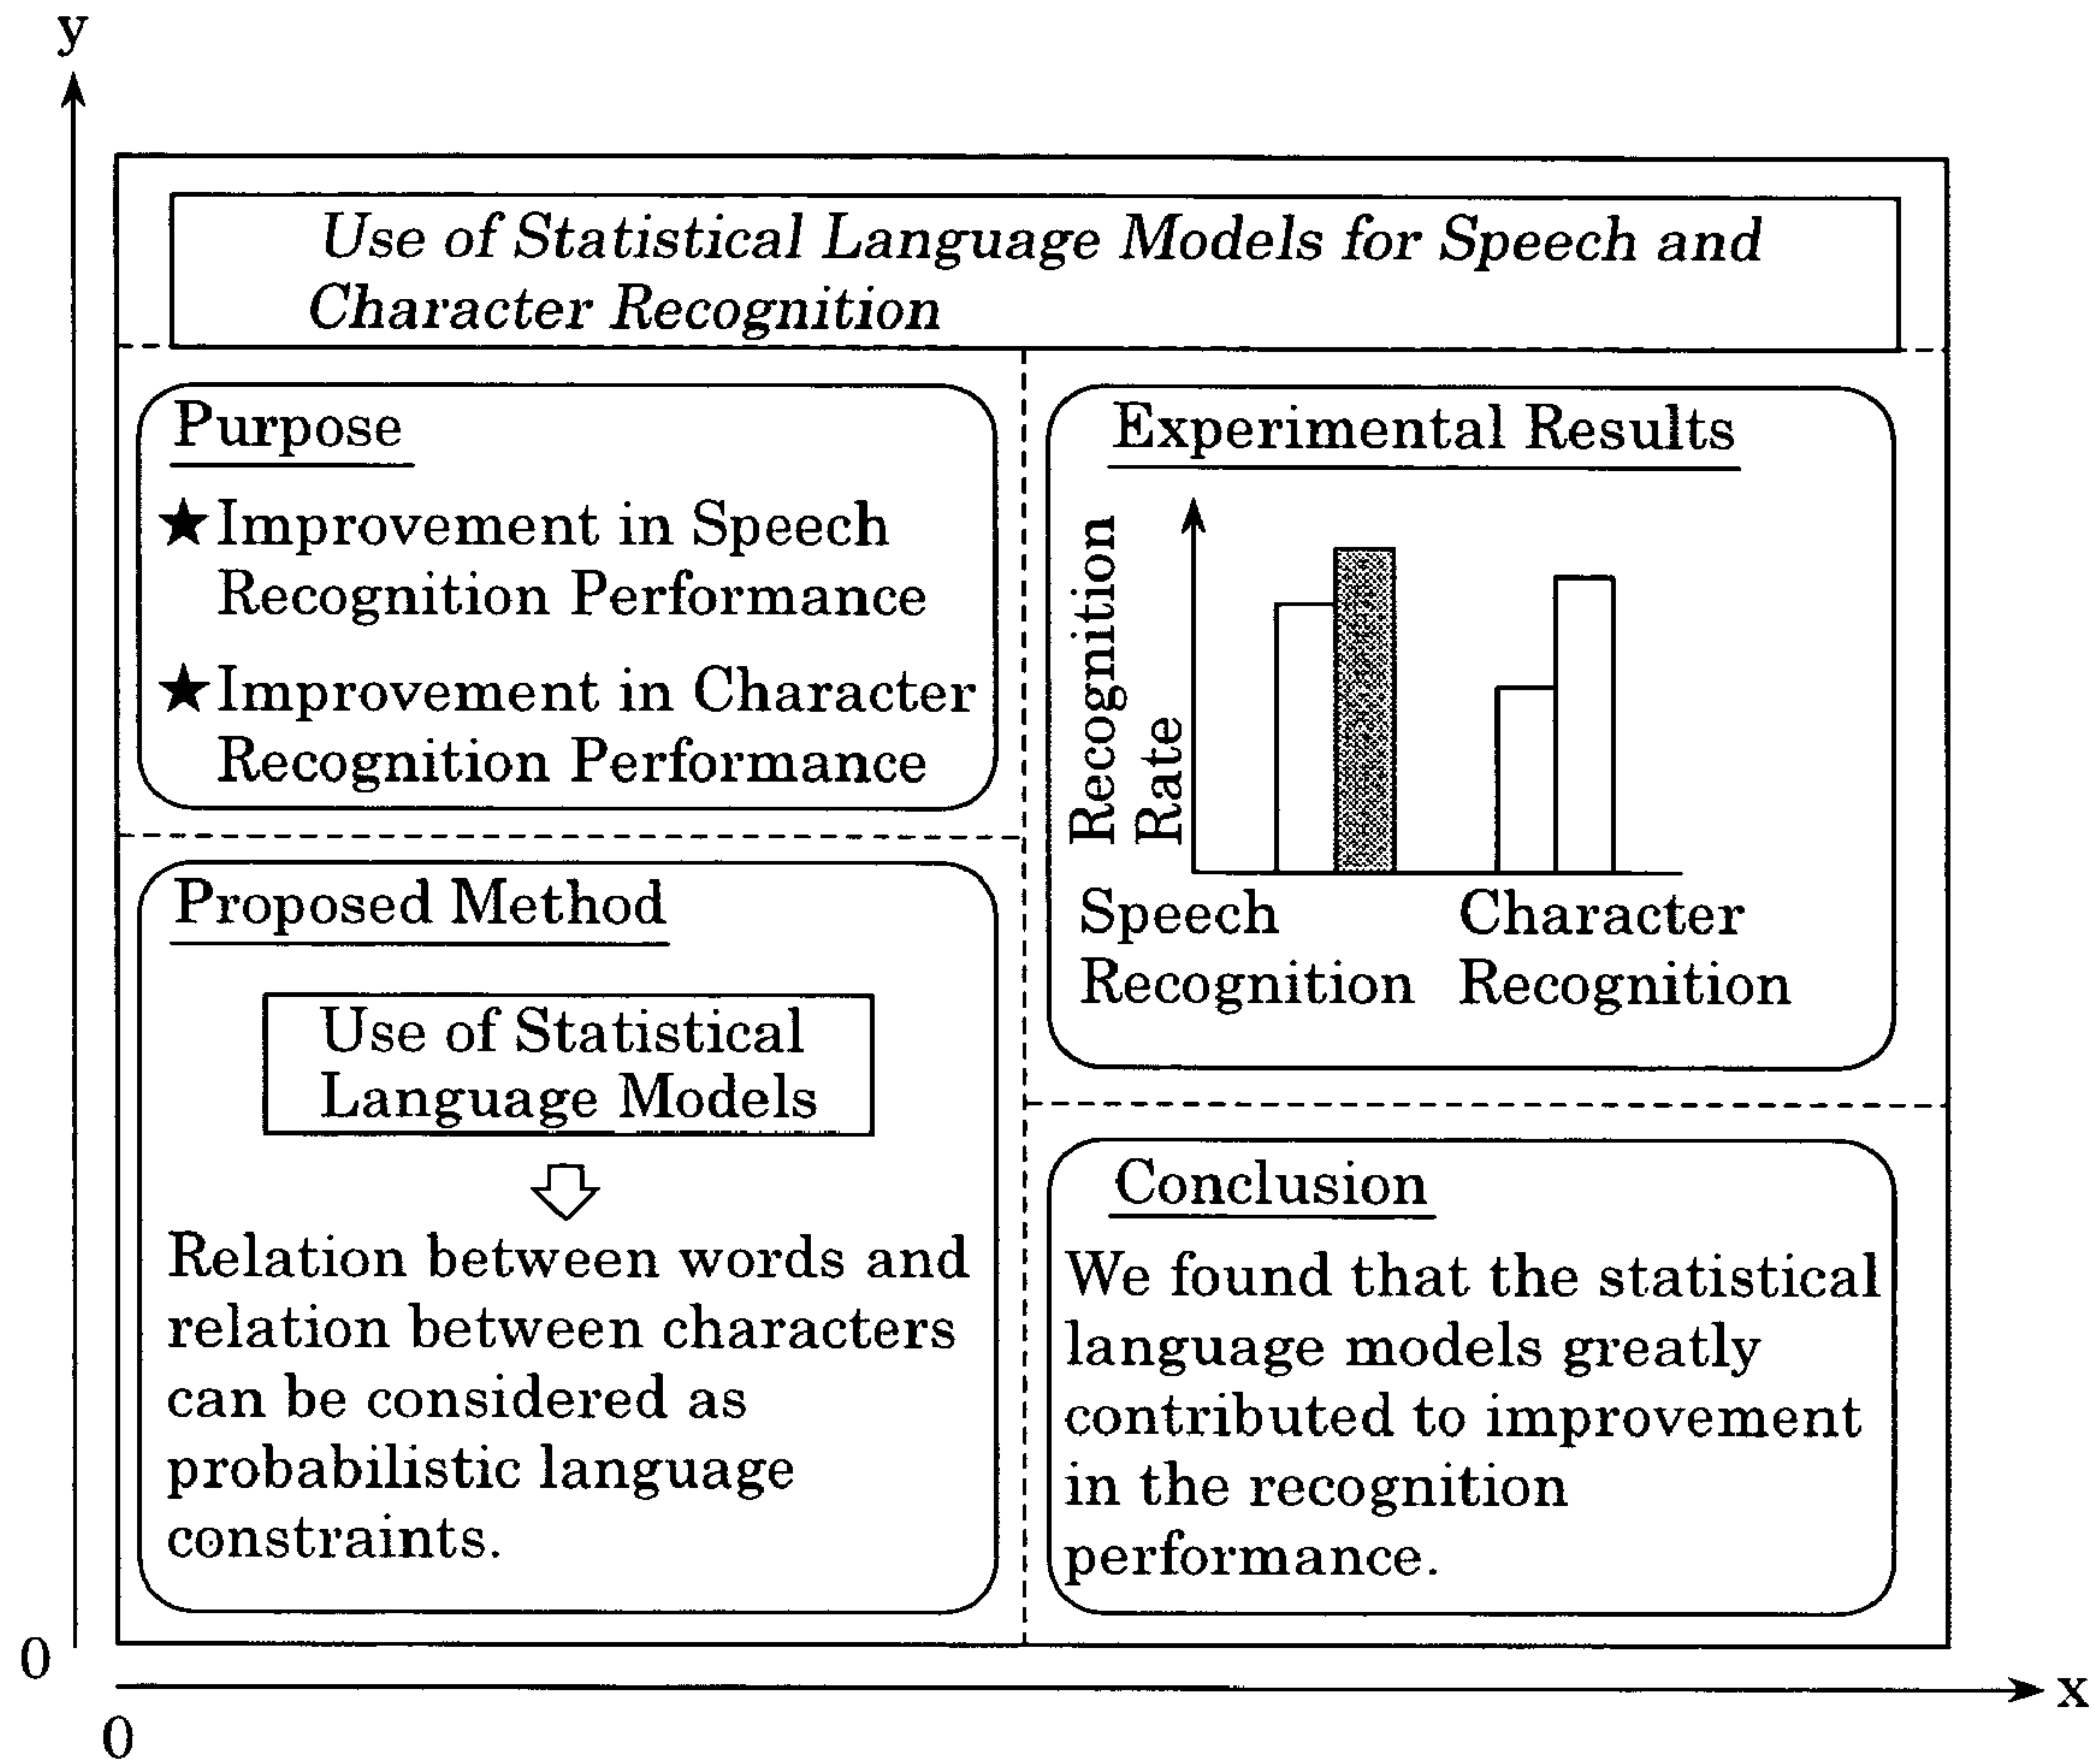 y
Use of Statistical Language Models for Speech and
Character Recognition
Purpose
★Improvement in Speech
Recognition Performance
★Improvement in Character
Recognition Performance
Proposed Method
Use of Statistical
Language Models
Relation between words and
relation between characters
can be considered as
probabilistic language
constraints.
Experimental Results
Recognition
Rate
Speech
Recognition
Character
Recognition
Conclusion
We found that the statistical
language models greatly
contributed to improvement
in the recognition
performance.
0
0
x